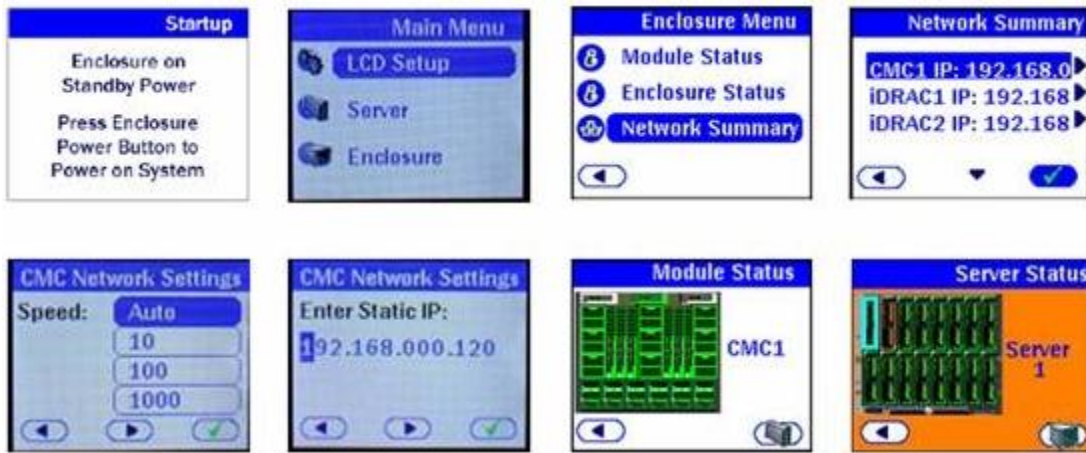 Startup
Enclosure on
Standby Power
Press Enclosure
Power Button to
Power on System
Main Menu
LCD Setup
Server
Enclosure
Enclosure Menu
Module Status
Enclosure Status
Network Summary
Network Summary
CMC1 IP: 192.168.0
iDRAC1 IP: 192.168
iDRAC2 IP: 192.168
CMC Network Settings
Speed:
Auto
10
100
1000
CMC Network Settings
Enter Static IP:
192.168.000.120
Module Status
CMC1
Server Status
Server
1